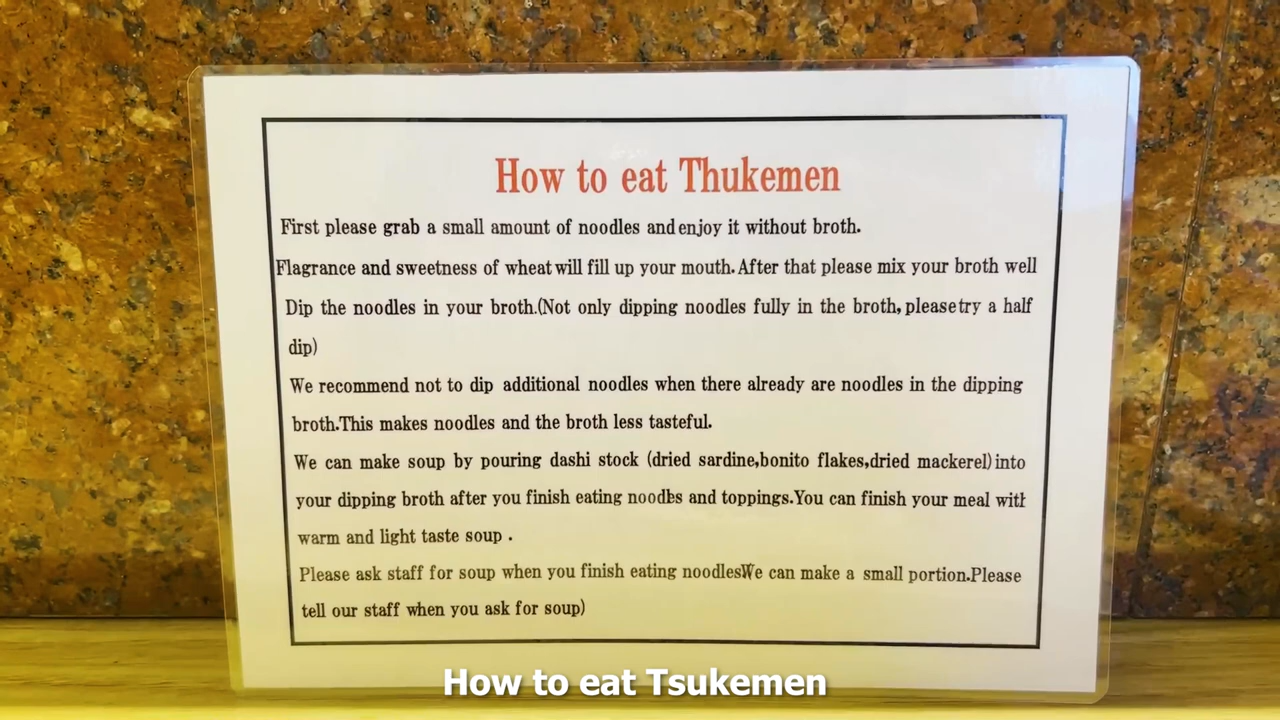 How to eat Thukemen
First please grab a small amount of noodles and enjoy it without broth.
Flagrance and sweetness of wheat will fill up your mouth. After that please mix your broth well
Dip the noodles in your broth.(Not only dipping noodles fully in the broth, please try a half
dip)
We recommend not to dip additional noodles when there already are noodles in the dipping
broth.This makes noodles and the broth less tasteful.
We can make soup by pouring dashi stock (dried sardine,bonito flakes,dried mackerel) into
your dipping broth after you finish eating noodles and toppings.You can finish your meal with
warm and light taste soup .
Please ask staff for soup when you finish eating noodlesWe can make a small portion.Please
tell our staff when you ask for soup)
How to eat Tsukemen